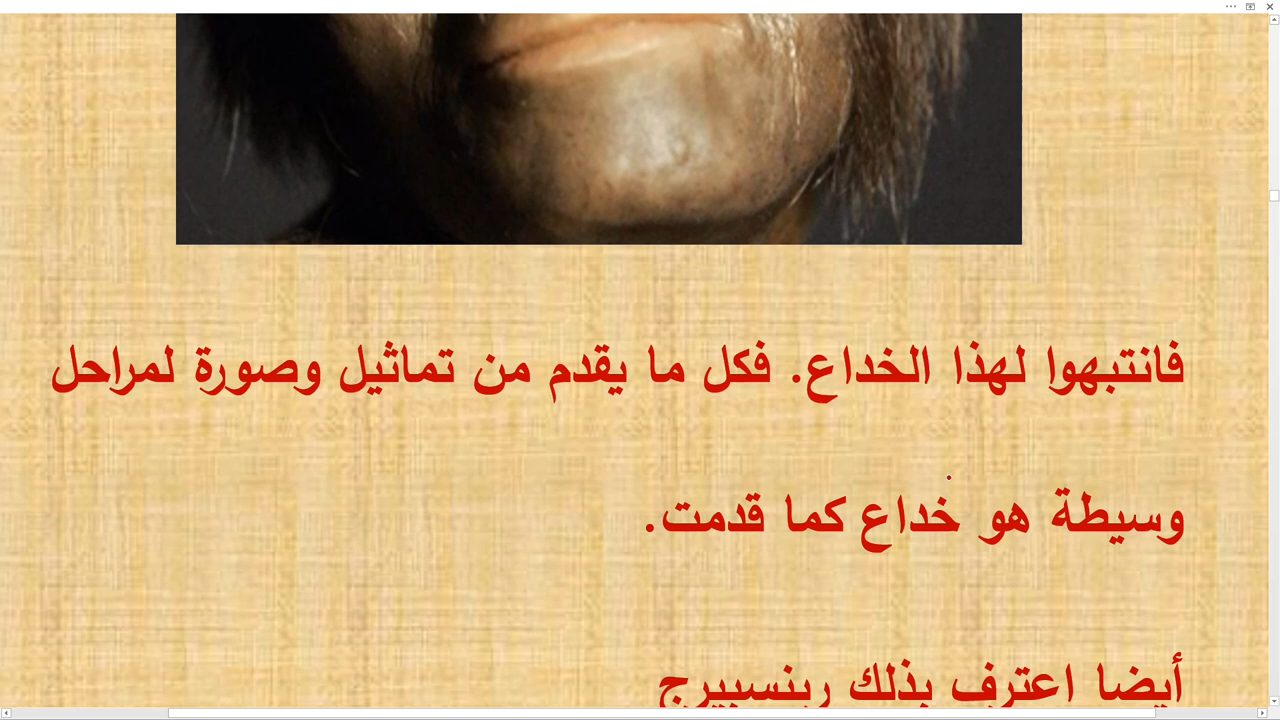 فانتبهوا لهذا الخداع. فكل ما يقدم من تماثيل وصورة لمراحل
وسيطة هو خداع كما قدمت.
أيضا اعترف بذلك رينسبيرج